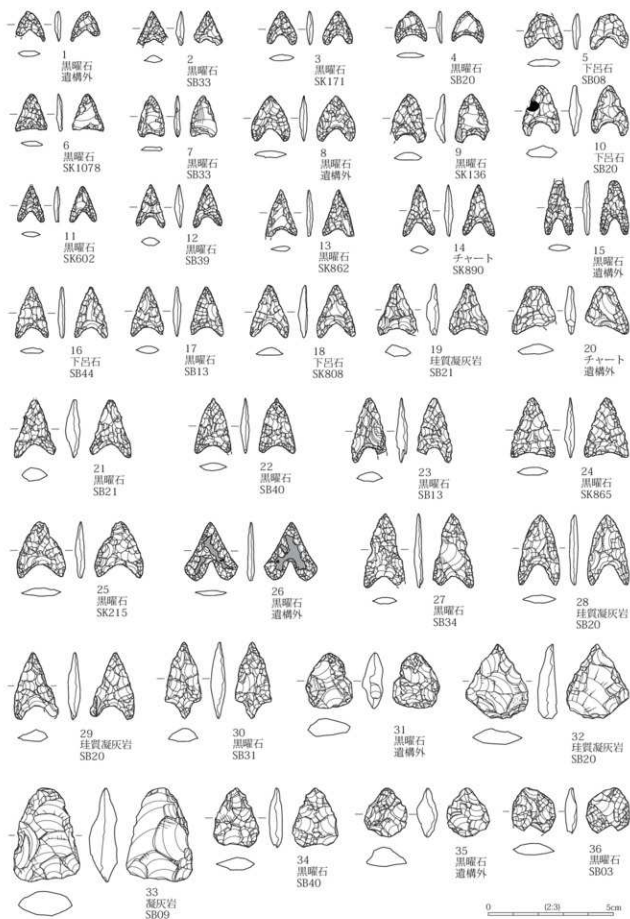 1
黒曜石
遺構外
2
黒曜石
SB33
3
黒曜石
SK171
4
黒曜石
SB20
5
下呂石
SB08
6
黒曜石
SK1078
7
黒曜石
SB33
8
黒曜石
遺構外
9
黒曜石
SK136
10
下呂石
SB20
11
黒曜石
SK602
12
黒曜石
SB39
13
黒曜石
SK862
14
チャート
SK890
15
黒曜石
遺構外
16
下呂石
SB44
17
黒曜石
SB13
18
下呂石
SK808
19
珪質凝灰岩
SB21
20
チャート
遺構外
21
黒曜石
SB21
22
黒曜石
SB40
23
黒曜石
SB13
24
黒曜石
SK865
25
黒曜石
SK215
26
黒曜石
遺構外
27
黒曜石
SB34
28
珪質凝灰岩
SB20
29
珪質凝灰岩
SB20
30
黒曜石
SB31
31
黒曜石
遺構外
32
珪質凝灰岩
SB20
33
凝灰岩
SB09
34
黒曜石
SB40
35
黒曜石
遺構外
36
黒曜石
SB03
0 (2:3) 5cm